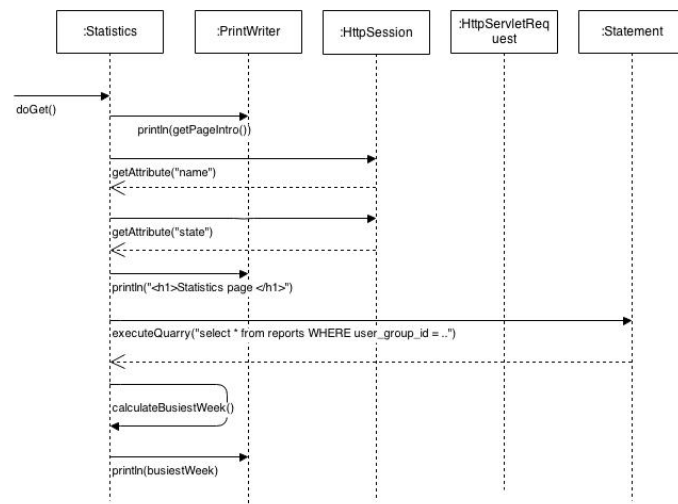 :Statistics
:PrintWriter
:HttpSession
:HttpServletReq
uest
:Statement
doGet()
println(getPageIntro())
getAttribute("name")
getAttribute("state")
println("<h1>Statistics page </h1>")
executeQuarry("select * from reports WHERE user_group_id = ..")
calculateBusiestWeek()
println(busiestWeek)